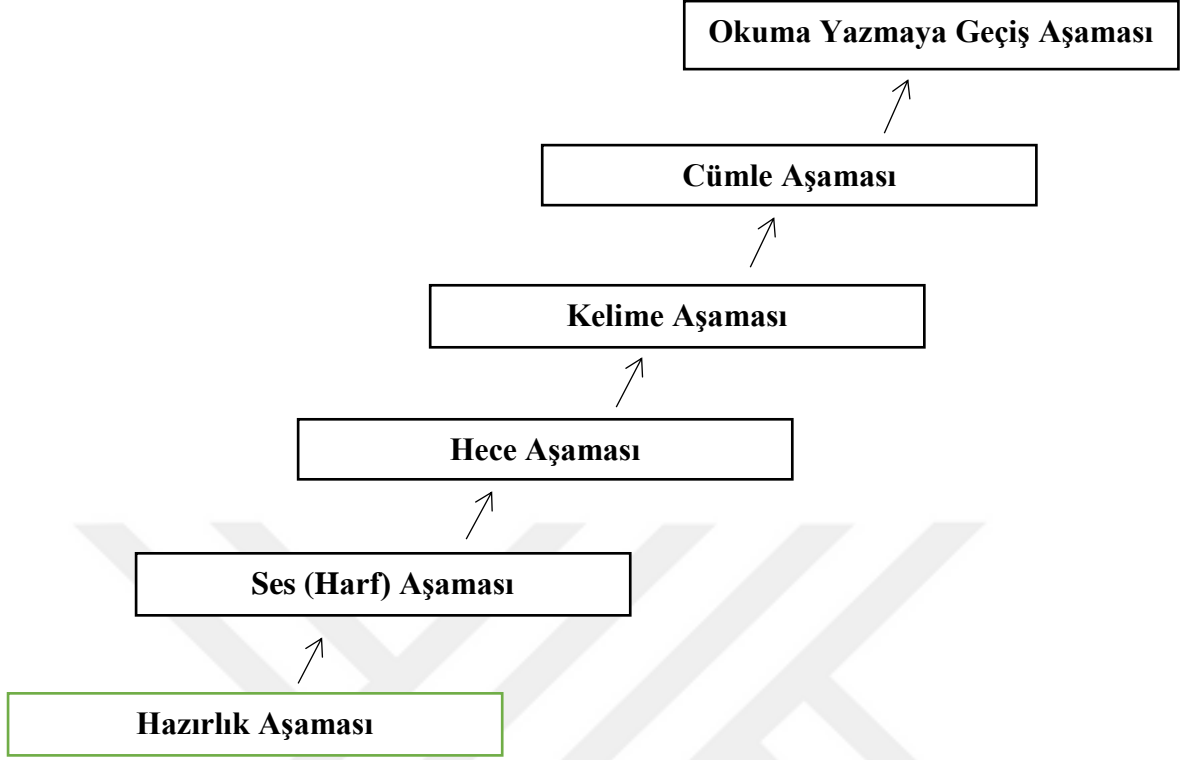 Okuma Yazmaya Geçiş Aşaması
Cümle Aşaması
Kelime Aşaması
Hece Aşaması
Ses (Harf) Aşaması
Hazırlık Aşaması